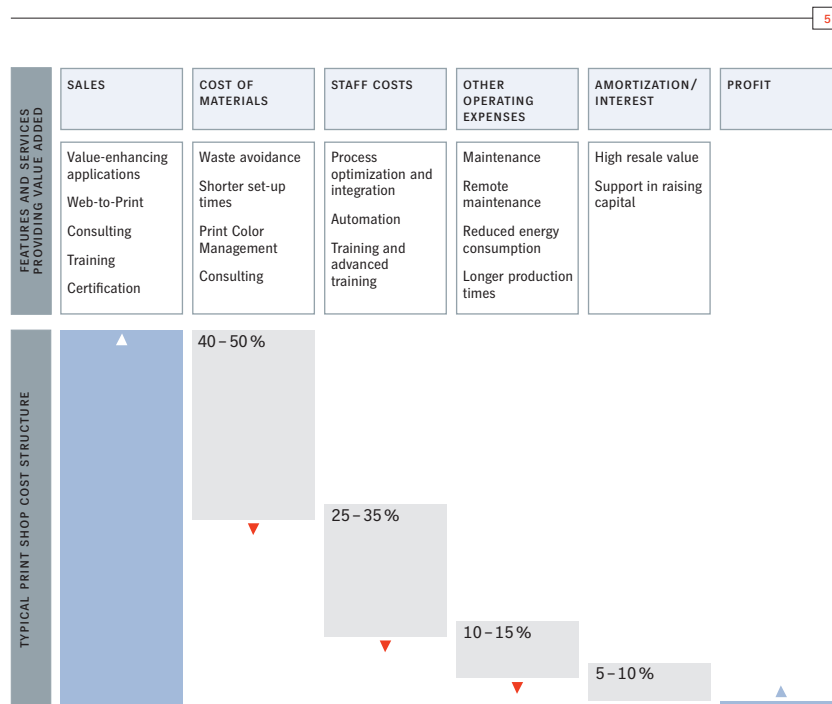 5
FEATURES AND SERVICES
PROVIDING VALUE ADDED
SALES
COST OF
MATERIALS
STAFF COSTS
OTHER
OPERATING
EXPENSES
AMORTIZATION/
INTEREST
PROFIT
Value-enhancing
applications
Web-to-Print
Consulting
Training
Certification
Waste avoidance
Shorter set-up
times
Print Color
Management
Consulting
Process
optimization and
integration
Automation
Training and
advanced
training
Maintenance
Remote
maintenance
Reduced energy
consumption
Longer production
times
High resale value
Support in raising
capital
TYPICAL PRINT SHOP COST STRUCTURE
40 – 50 %
25 – 35 %
10 – 15 %
5 – 10 %